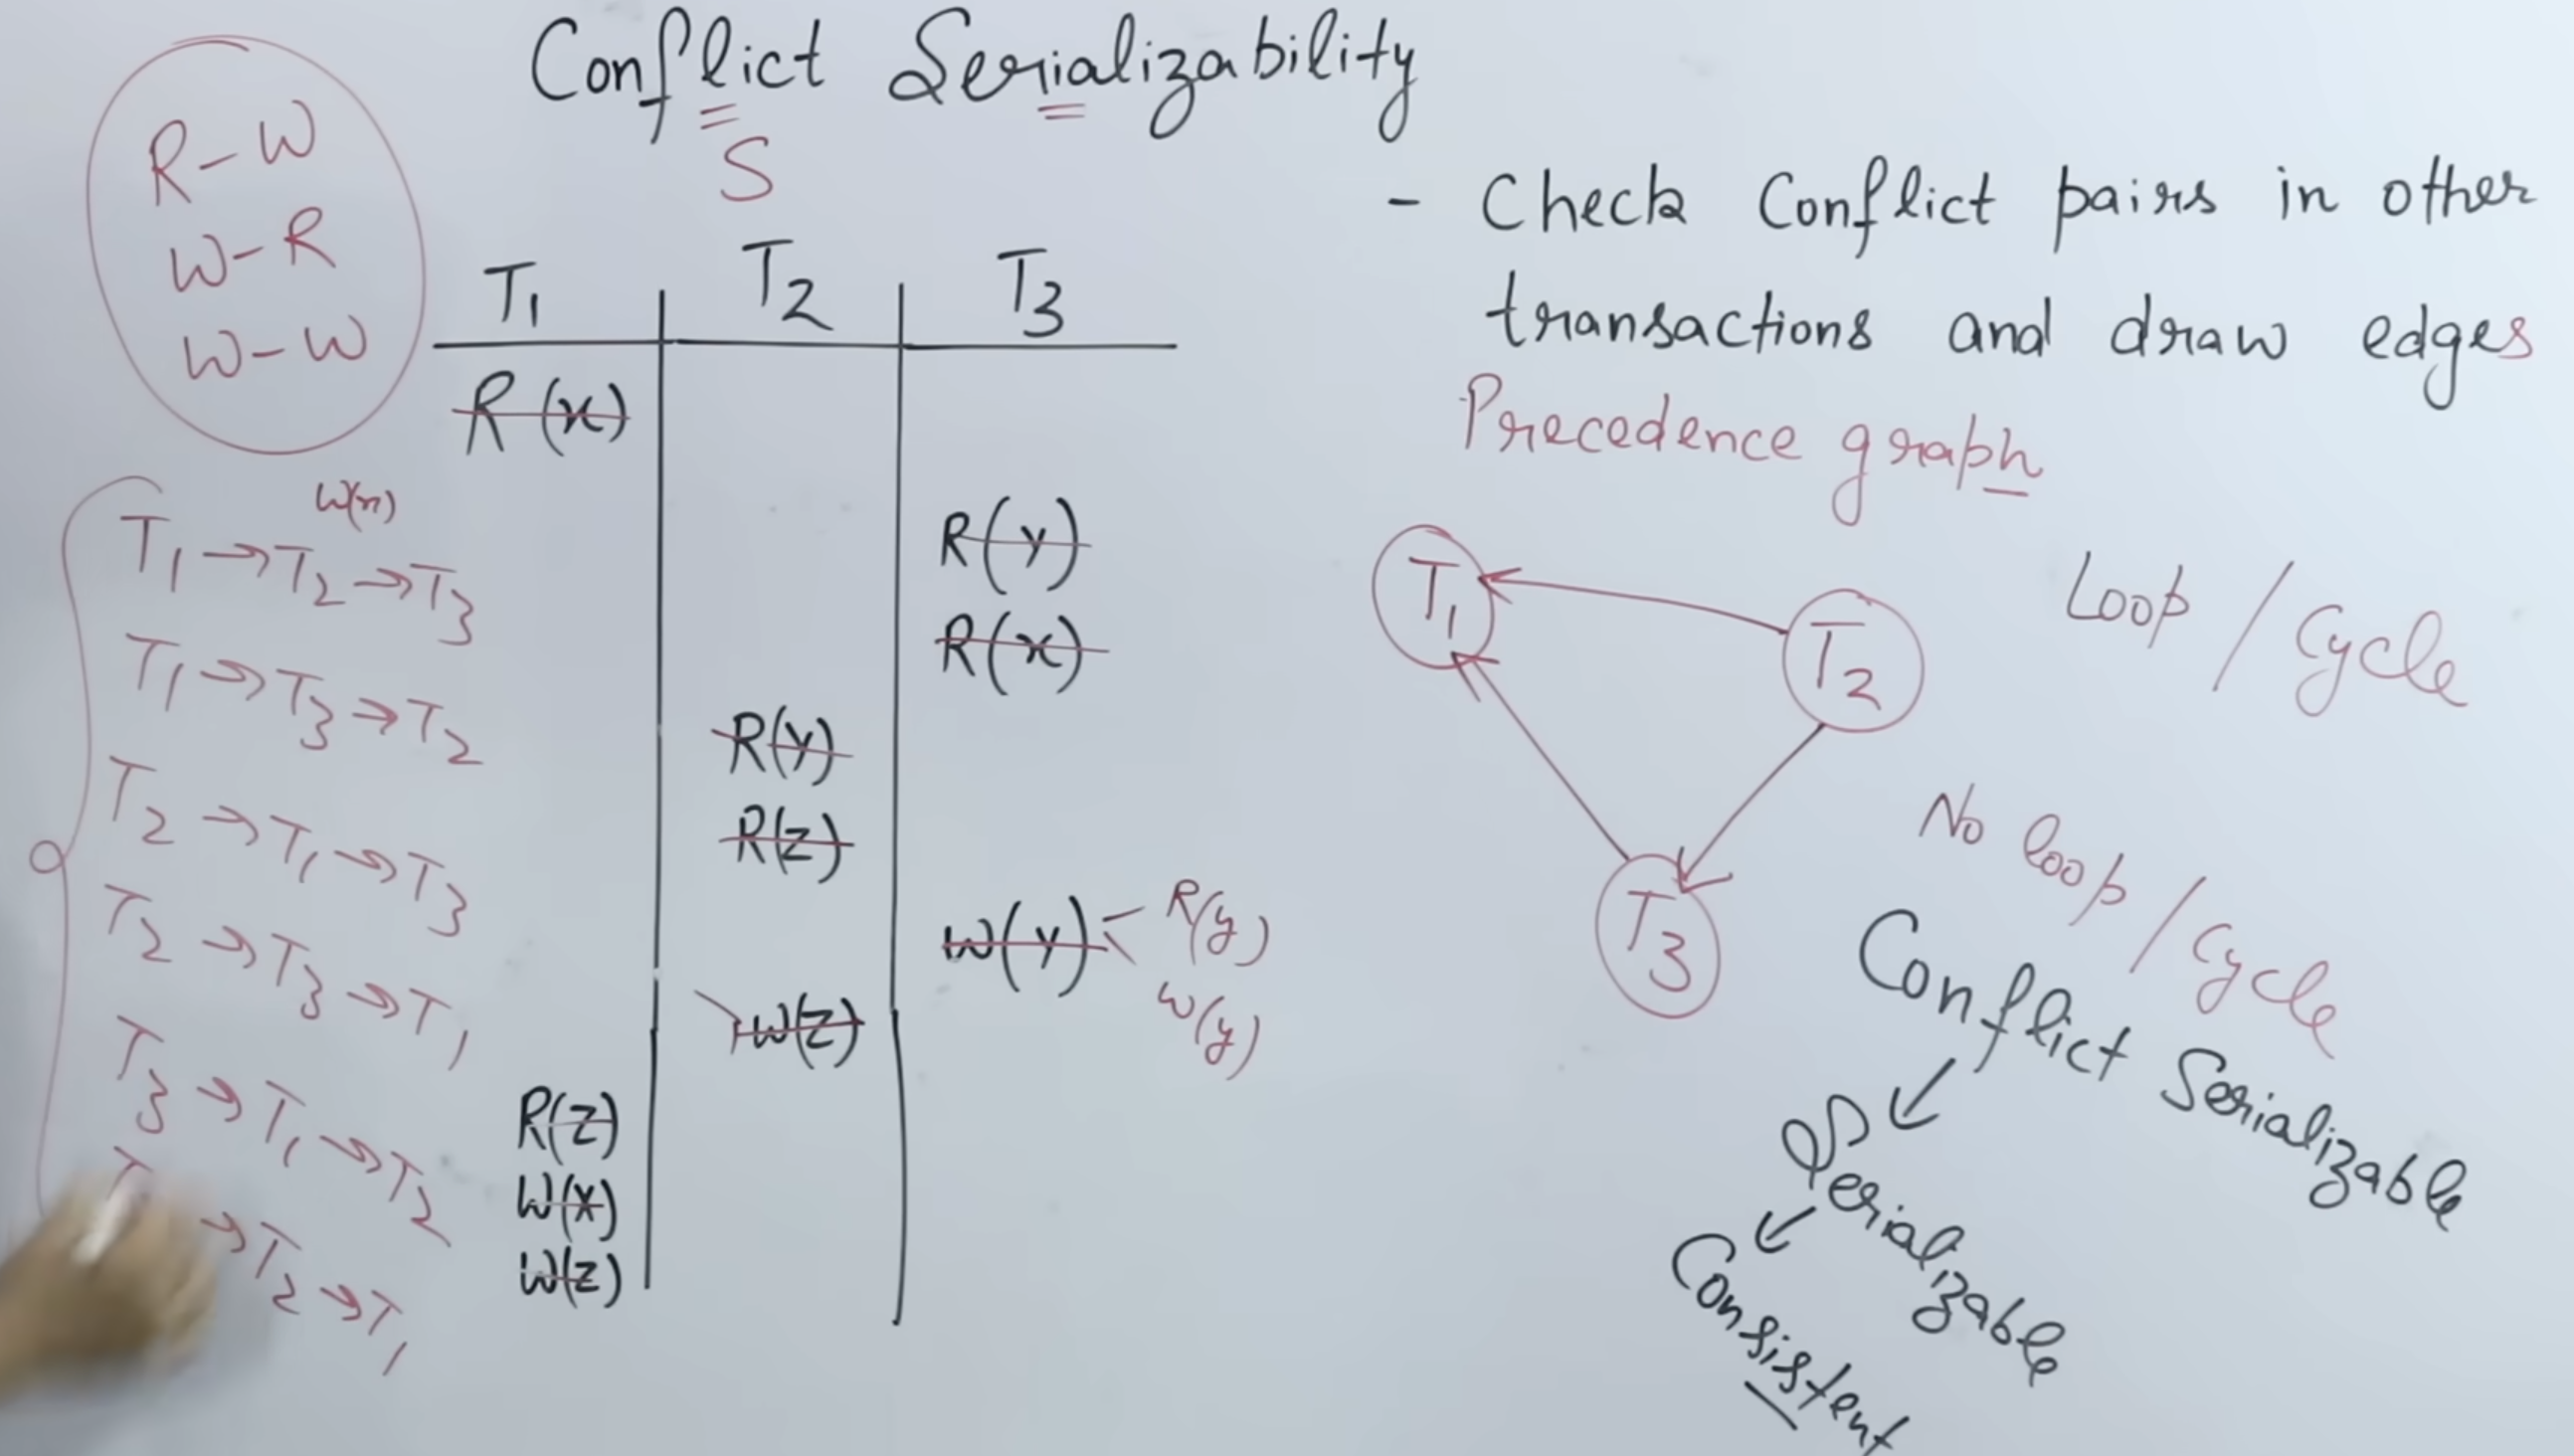 Conflict Serializability
S
R-W
W-R
W-W
T1 T2 T3
R(x)
R(y)
R(x)
R(y)
R(z)
W(y) R(y)
W(y)
W(z)
R(z)
W(x)
W(z)
W(x)
T1→T2→T3
T1→T3→T2
T2→T1→T3
T2→T3→T1
T3→T1→T2
→T2→T1
- Check Conflict pairs in other
transactions and draw edges
Precedence graph
T1
T2
T3
Loop/Cycle
No loop/Cycle
Conflict Serializable
Serializable
Consistent